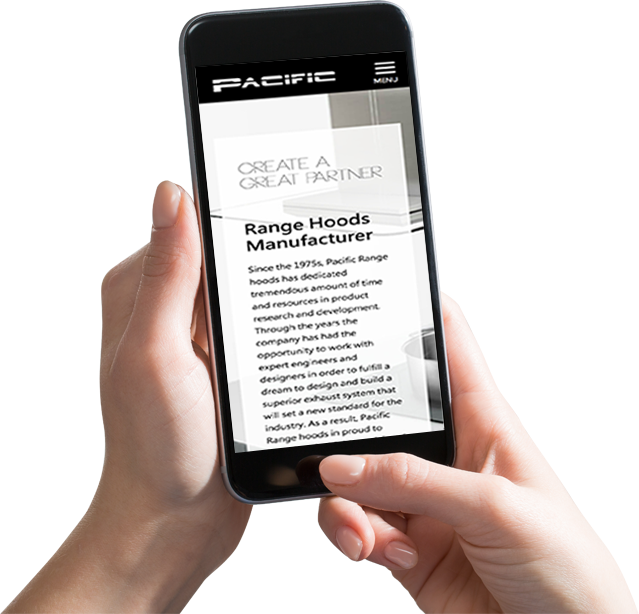 PACIFIC
MENU
CREATE A
GREAT PARTNER
Range Hoods
Manufacturer
Since the 1975s, Pacific Range
hoods has dedicated
tremendous amount of time
and resources in product
research and development.
Through the years the
company has had the
opportunity to work with
expert engineers and
designers in order to fulfill a
dream to design and build a
superior exhaust system that
will set a new standard for the
industry. As a result, Pacific
Range hoods in proud to